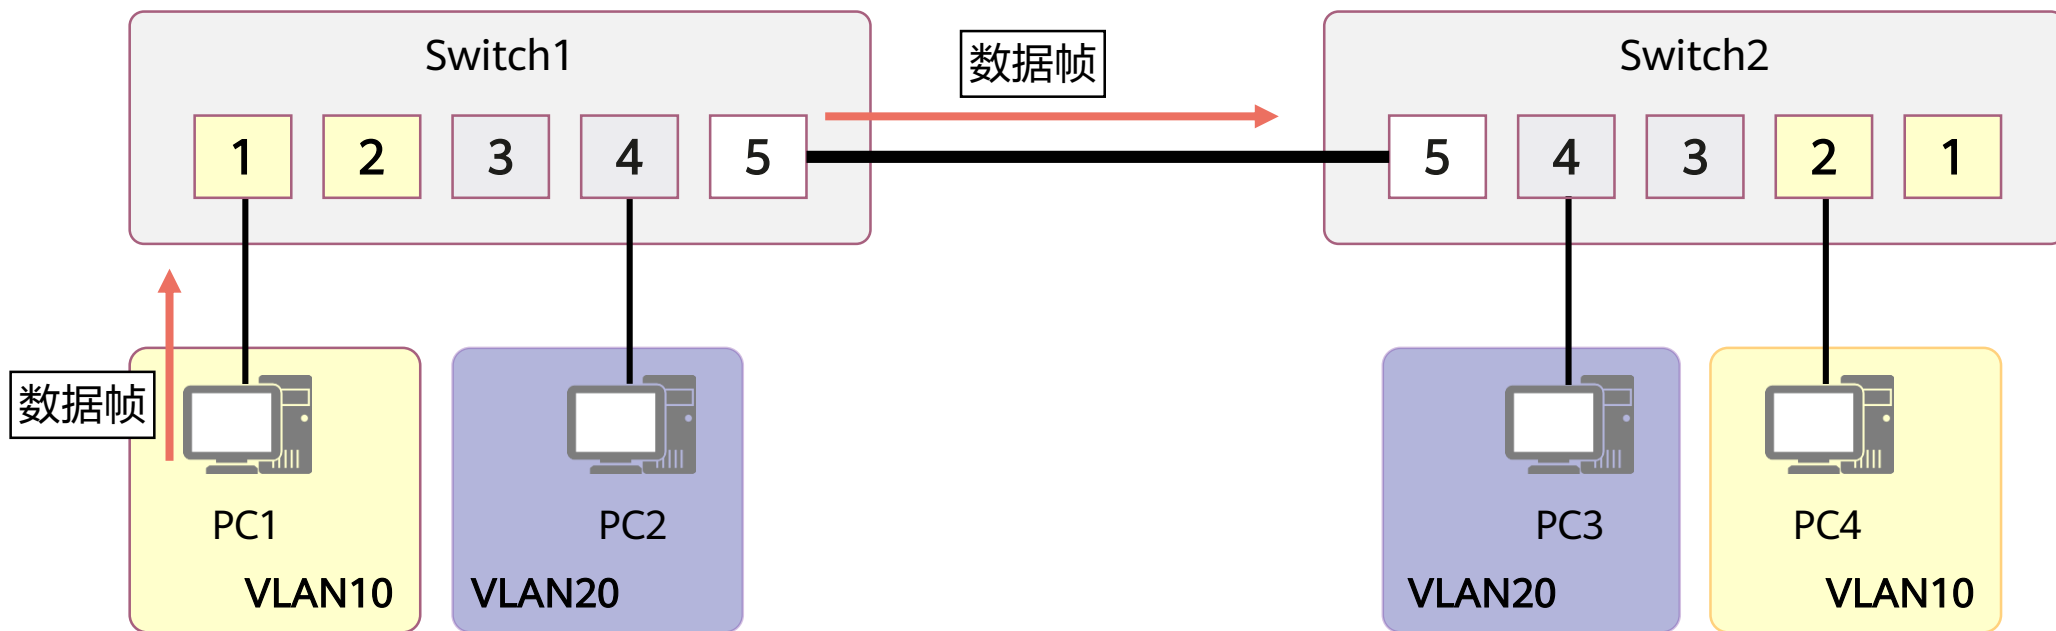 Switch1
数据帧
Switch2
1 2 3 4 5
5 4 3 2 1
数据帧
PC1
PC2
PC3
PC4
VLAN10
VLAN20
VLAN20
VLAN10